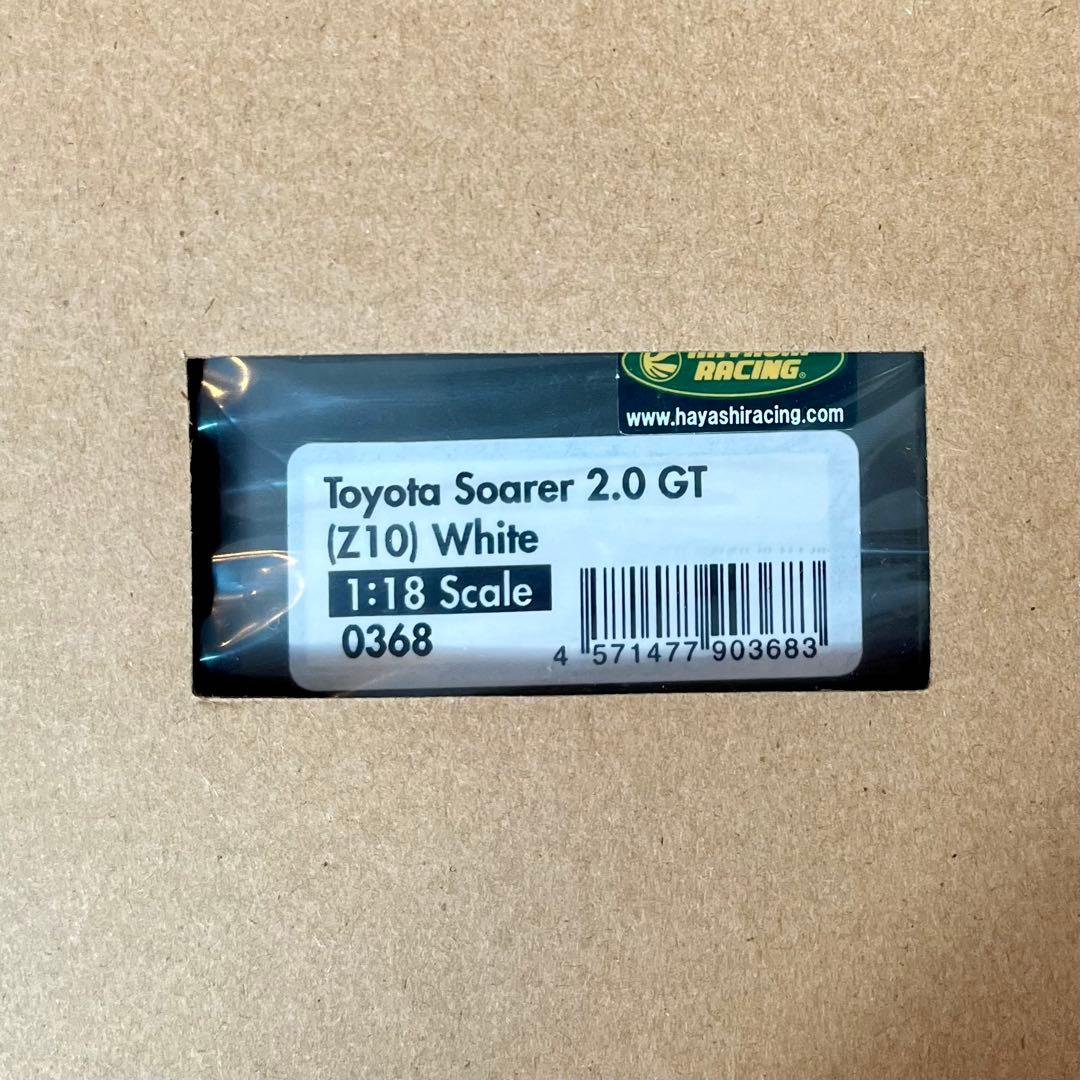 RACING
www.hayashiracing.com
Toyota Soarer 2.0 GT
(Z10) White
1:18 Scale
0368
4 571477 903683